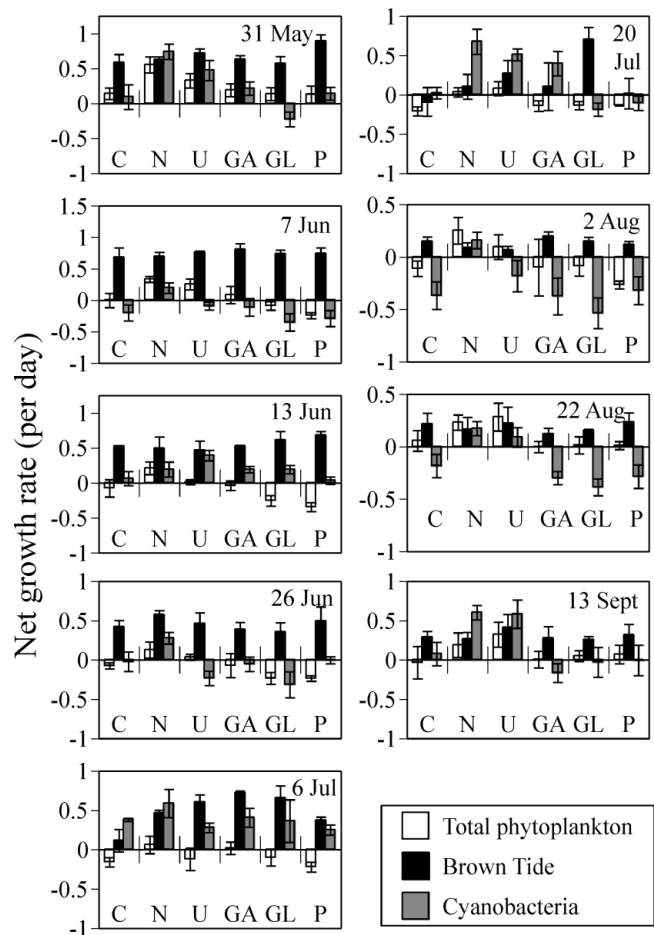 Net growth rate (per day)
31 May
1
0.5
0
-0.5
-1
C N U GA GL P
20
Jul
1
0.5
0
-0.5
-1
C N U GA GL P
7 Jun
1.5
1
0.5
0
-0.5
-1
C N U GA GL P
2 Aug
0.5
0
-0.5
-1
C N U GA GL P
13 Jun
1
0.5
0
-0.5
-1
C N U GA GL P
22 Aug
0.5
0
-0.5
-1
C N U GA GL P
26 Jun
1
0.5
0
-0.5
-1
C N U GA GL P
13 Sept
1
0.5
0
-0.5
-1
C N U GA GL P
6 Jul
1
0.5
0
-0.5
-1
C N U GA GL P
Total phytoplankton
Brown Tide
Cyanobacteria